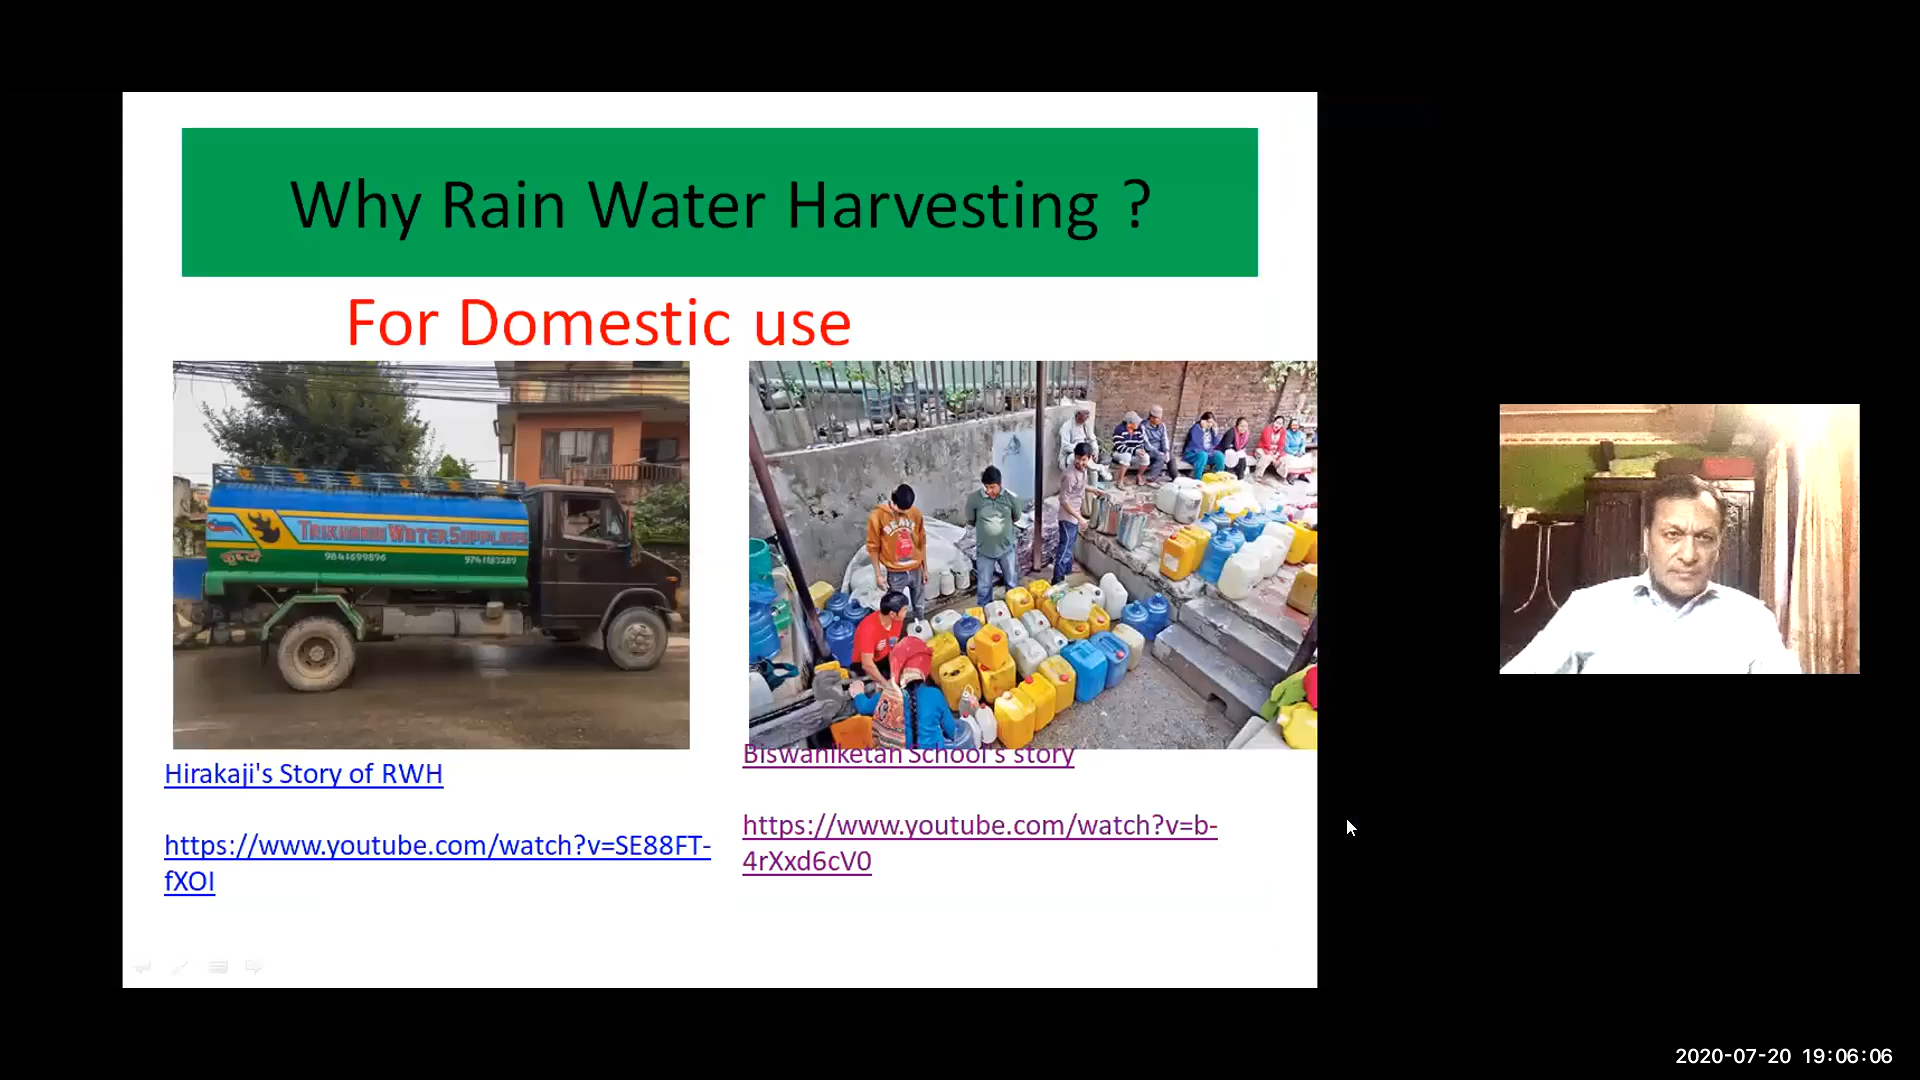 Why Rain Water Harvesting ?
For Domestic use
TRIKHANDI WATER SUPPLIERS
9841699896 9741183289
Hirakaji's Story of RWH
https://www.youtube.com/watch?v=SE88FT-
fXOI
Biswaniketan School's story
https://www.youtube.com/watch?v=b-
4rXxd6cV0
2020-07-20 19:06:06